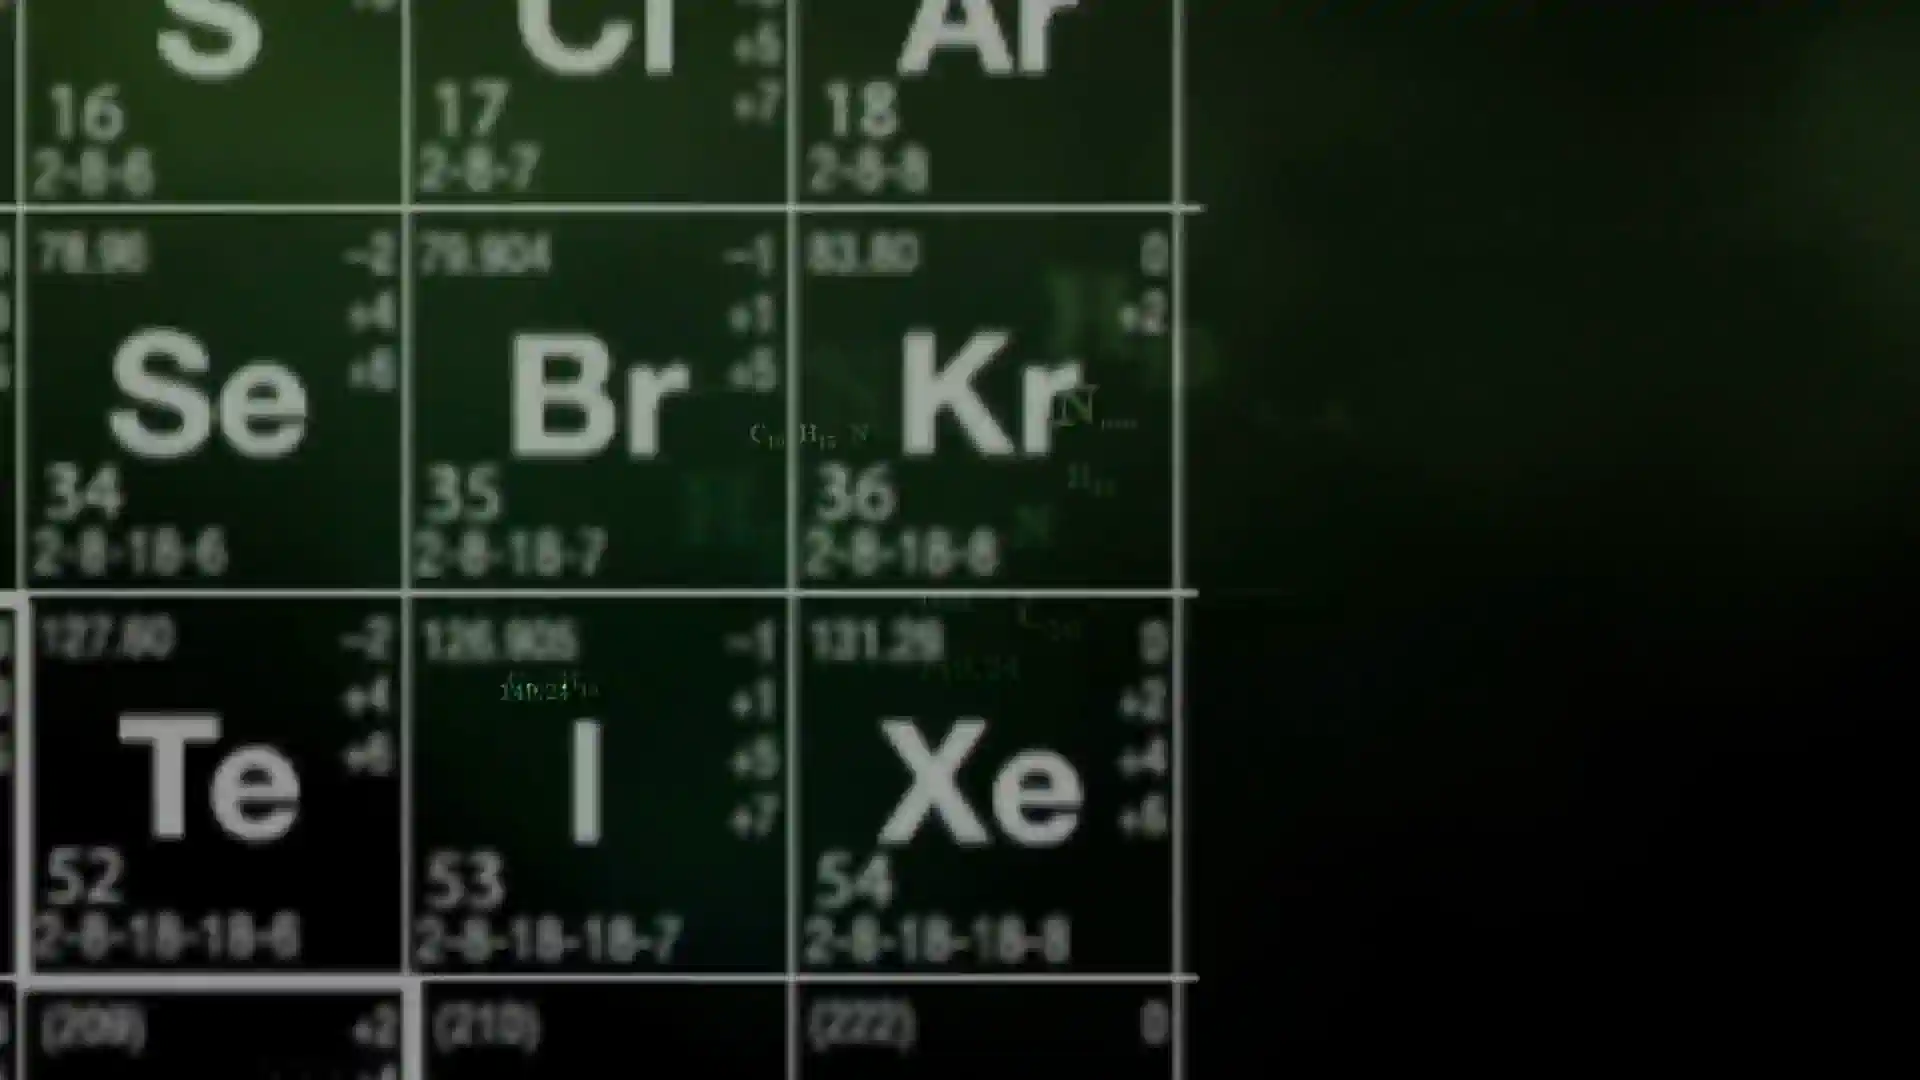 S Cl +6 Ar
16 17 +7 18
2-8-6 2-8-7 2-8-8
78.96 -2 79.904 -1 83.80 0
+4 +1 +2
Se +6 Br +5 Kr
C H N N
34 35 36 H
2-8-18-6 2-8-18-7 2-8-18-8
127.60 -2 126.905 -1 131.29 0
+4 149.24 +1 +2
Te +6 I +5 Xe +4
+7 +6
52 53 54
2-8-18-18-6 2-8-18-18-7 2-8-18-18-8
(209) +2 (210) (222) 0